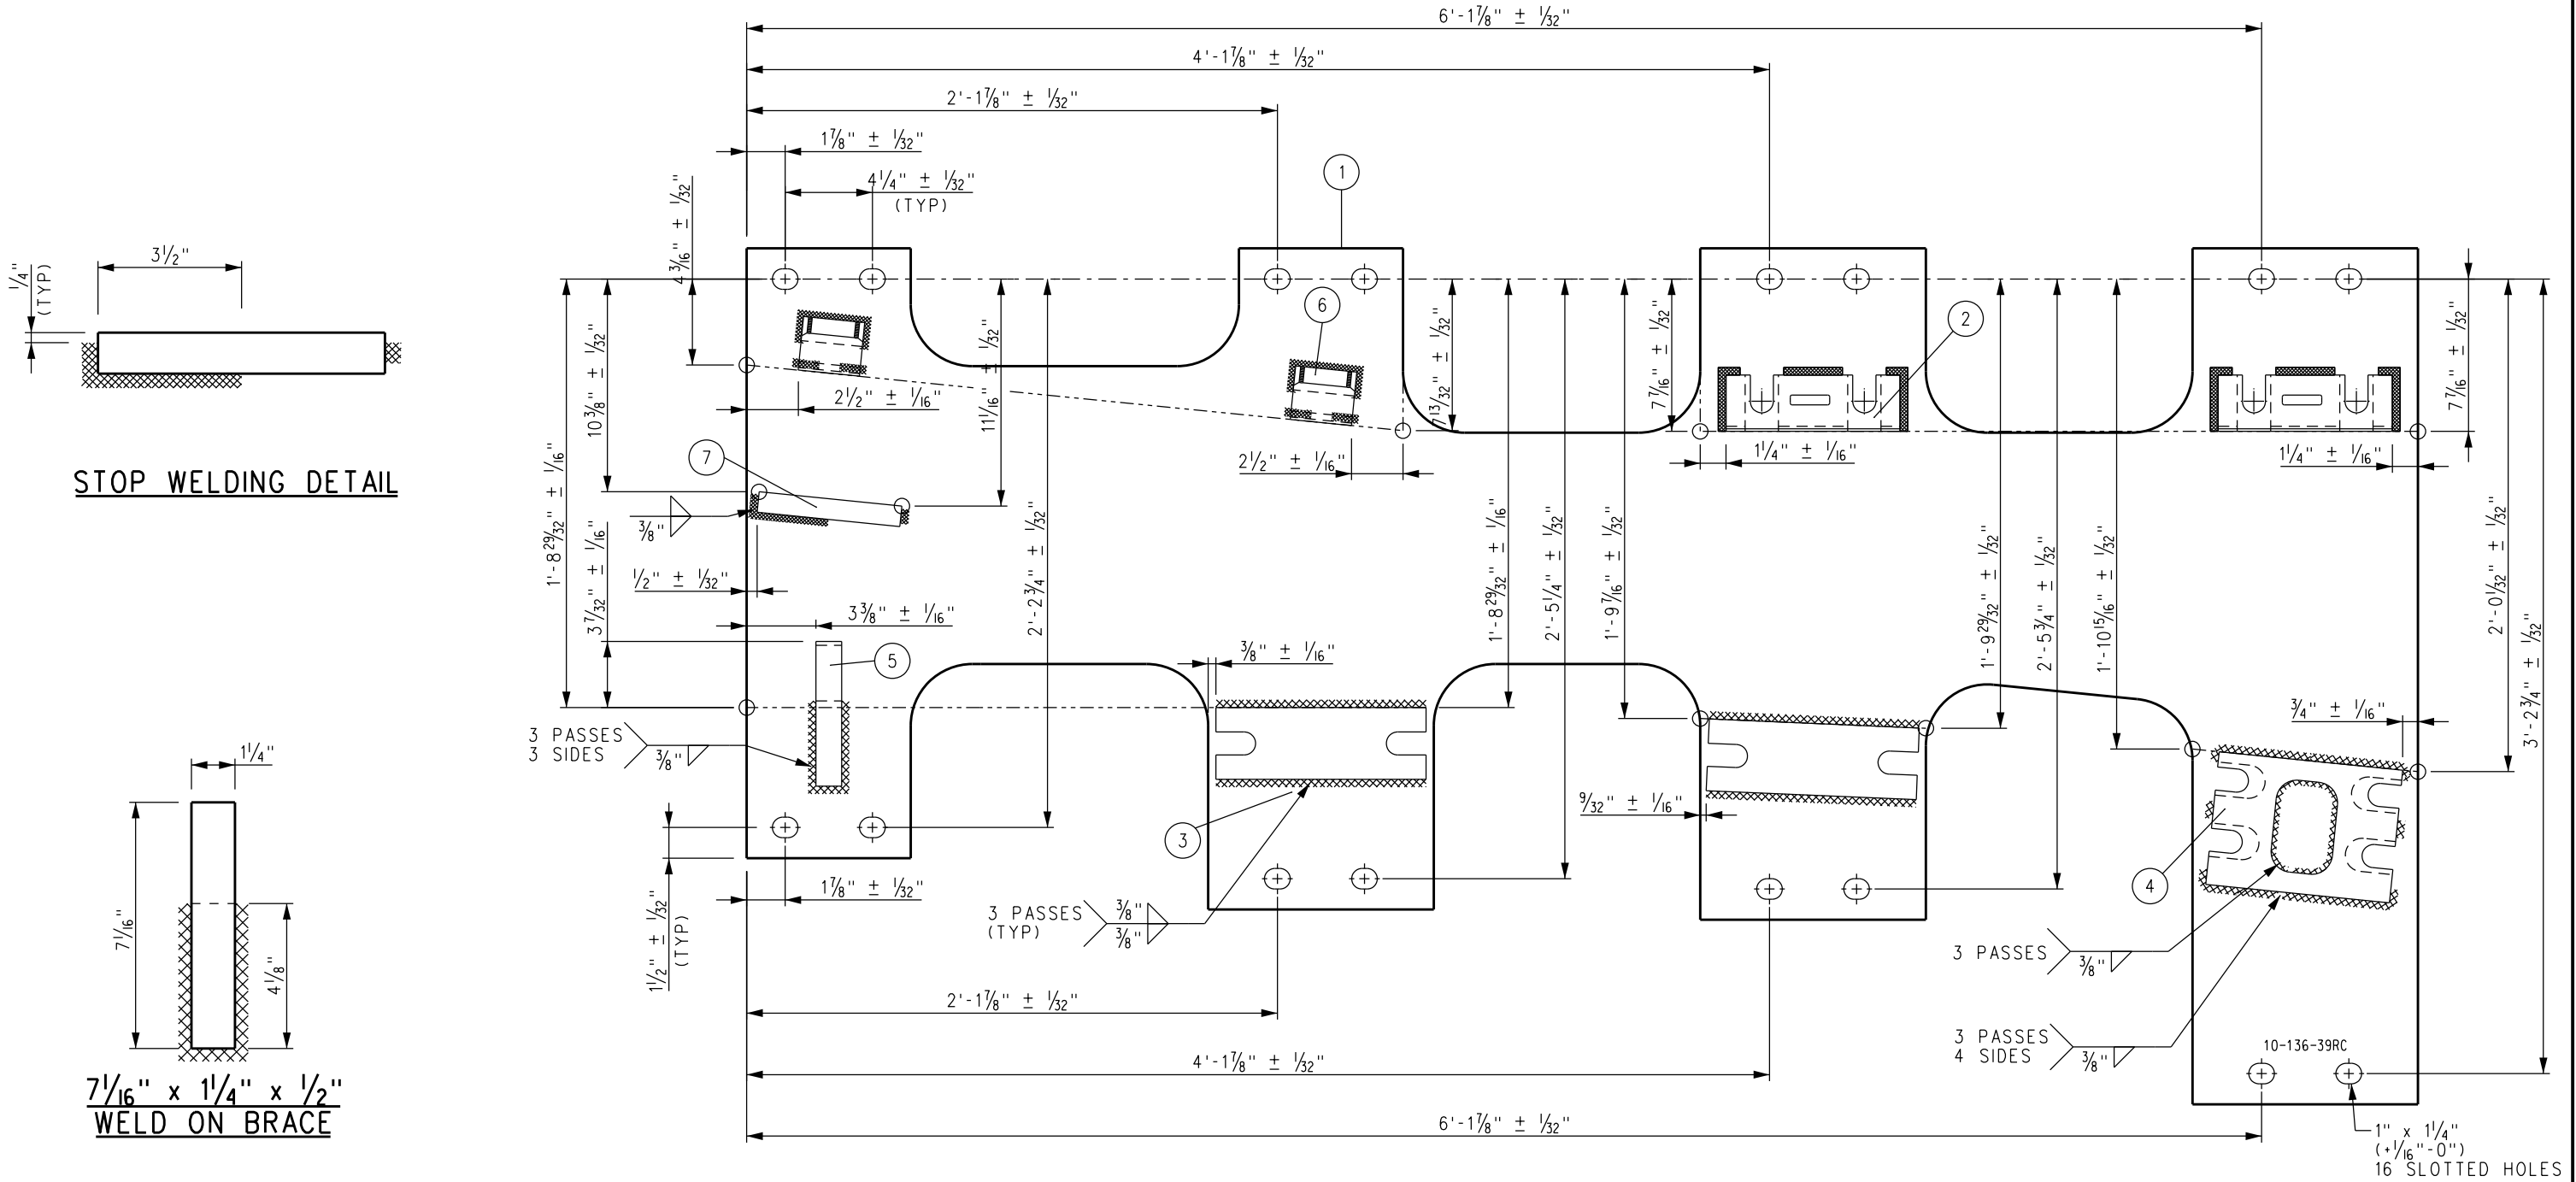 6'-1⅞" ± 1/32"
4'-1⅞" ± 1/32"
2'-1⅞" ± 1/32"
1⅞" ± 1/32"
4¼" ± 1/32"
(TYP)
4 3/16" ± 1/32"
1
6
2
3½"
¼"
(TYP)
STOP WELDING DETAIL
10⅜" ± 1/32"
11 1/16" ± 1/32"
2½" ± 1/16"
2½" ± 1/16"
7 13/32" ± 1/32"
7 7/16" ± 1/32"
7 7/16" ± 1/32"
1¼" ± 1/16"
1¼" ± 1/16"
7
⅜"
1'-8 29/32" ± 1/16"
3 7/32" ± 1/16"
½" ± 1/32"
3⅜" ± 1/16"
5
2'-2¾" ± 1/32"
1'-8 29/32" ± 1/16"
2'-5¼" ± 1/32"
1'-9 7/16" ± 1/32"
1'-9 29/32" ± 1/32"
2'-5¾" ± 1/32"
1'-10 15/16" ± 1/32"
2'-0 1/32" ± 1/32"
3'-2¾" ± 1/32"
⅜" ± 1/16"
¾" ± 1/16"
3 PASSES
3 SIDES
⅜"
9/32" ± 1/16"
3
4
1½" ± 1/32"
(TYP)
1⅞" ± 1/32"
3 PASSES
(TYP)
⅜"
⅜"
3 PASSES
⅜"
3 PASSES
4 SIDES
⅜"
10-136-39RC
1¼"
7 1/16"
4⅛"
7 1/16" x 1¼" x ½"
WELD ON BRACE
2'-1⅞" ± 1/32"
4'-1⅞" ± 1/32"
6'-1⅞" ± 1/32"
1" x 1¼"
(+1/16"-0")
16 SLOTTED HOLES